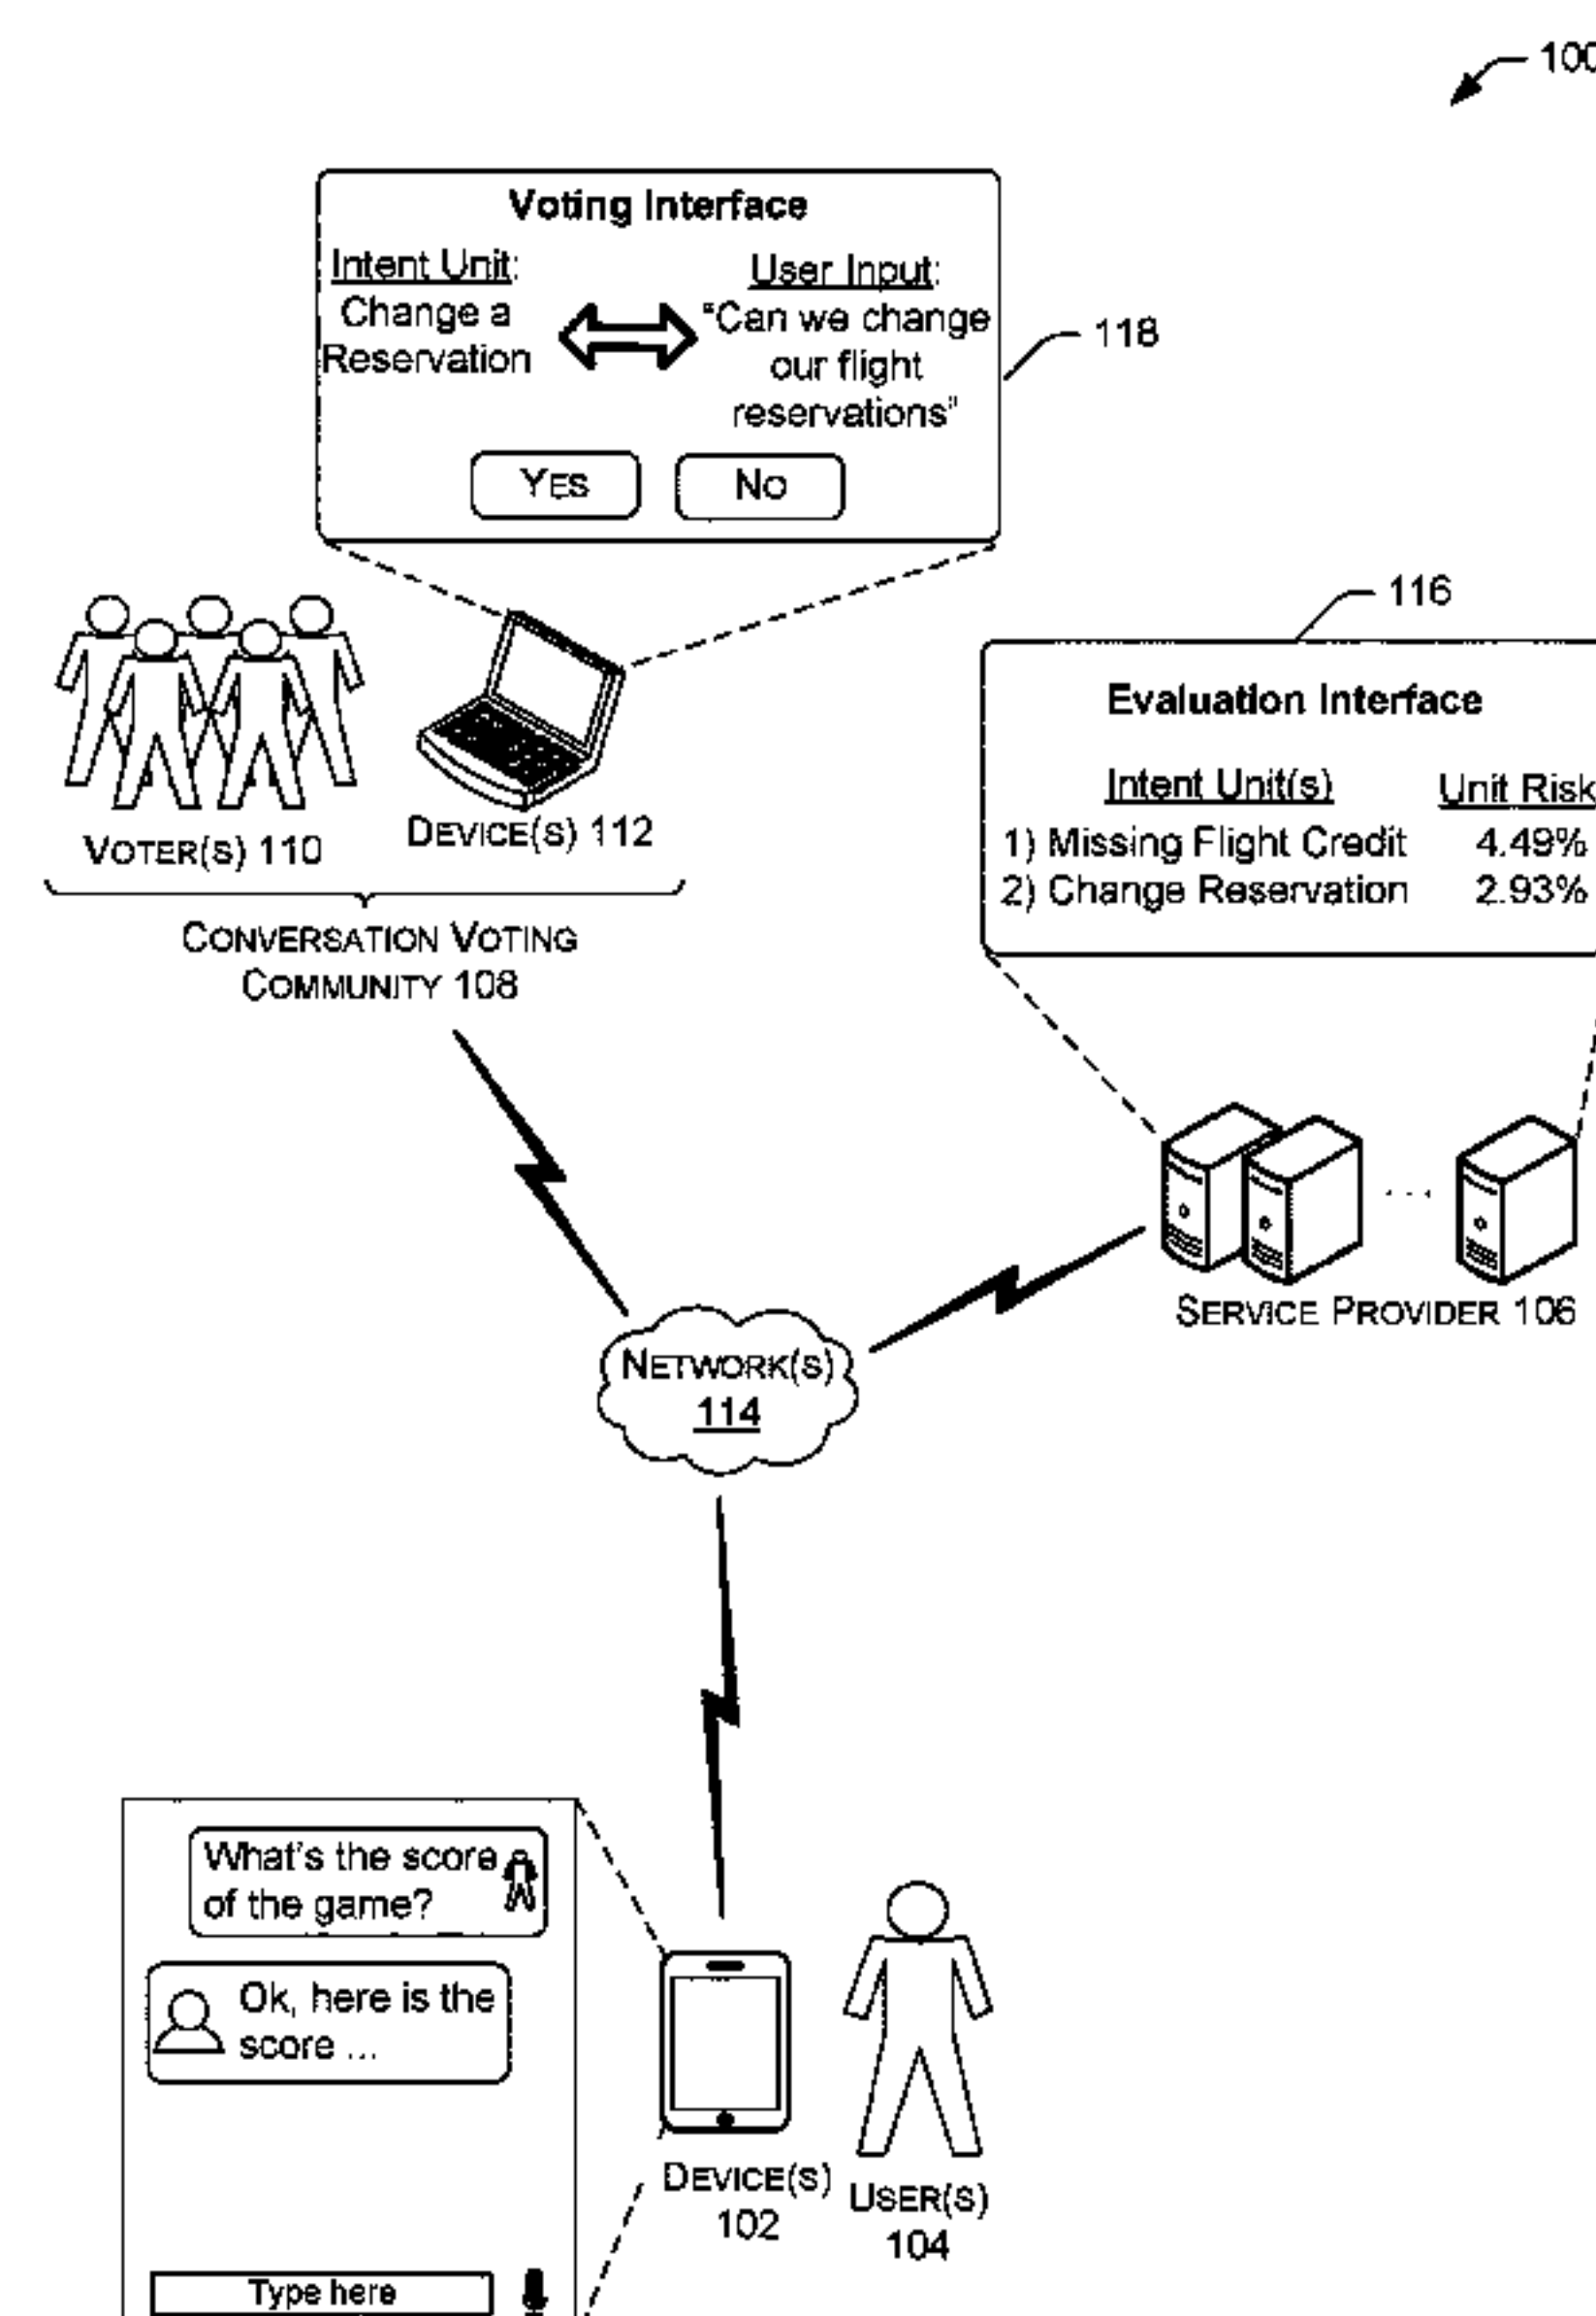 100
Voting Interface
Intent Unit:
Change a
Reservation
User Input:
"Can we change
our flight
reservations"
YES
NO
118
116
Evaluation Interface
Intent Unit(s) Unit Risk
1) Missing Flight Credit 4.49%
2) Change Reservation 2.93%
VOTER(S) 110
DEVICE(S) 112
CONVERSATION VOTING
COMMUNITY 108
SERVICE PROVIDER 106
NETWORK(S)
114
What's the score
of the game?
Ok, here is the
score ...
DEVICE(S)
102
USER(S)
104
Type here